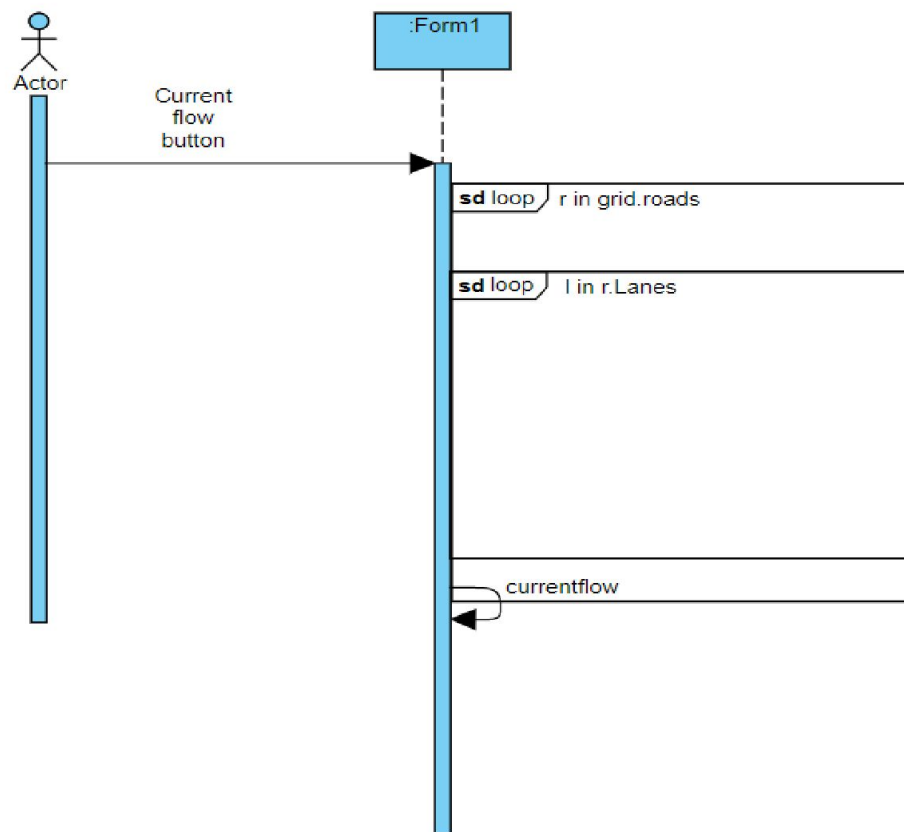 :Form1
Actor
Current
flow
button
sd loop r in grid.roads
sd loop l in r.Lanes
currentflow